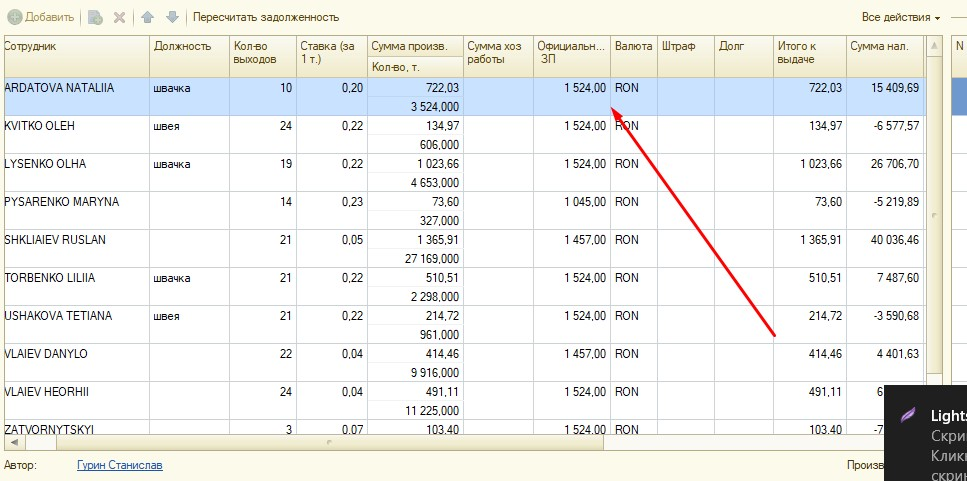 Добавить Пересчитать задолженность Все действия
Сотрудник Должность Кол-во выходов Ставка (за 1 т.) Сумма произв. Сумма хоз работы Официальн... ЗП Валюта Штраф Долг Итого к выдаче Сумма нал. N
Кол-во, т.
ARDATOVA NATALIIA швачка 10 0,20 722,03 1 524,00 RON 722,03 15 409,69
3 524,000
KVITKO OLEH швея 24 0,22 134,97 1 524,00 RON 134,97 -6 577,57
606,000
LYSENKO OLHA швачка 19 0,22 1 023,66 1 524,00 RON 1 023,66 26 706,70
4 653,000
PYSARENKO MARYNA 14 0,23 73,60 1 045,00 RON 73,60 -5 219,89
327,000
SHKLIAIEV RUSLAN 21 0,05 1 365,91 1 457,00 RON 1 365,91 40 036,46
27 169,000
TORBENKO LILIIA швачка 21 0,22 510,51 1 524,00 RON 510,51 7 487,60
2 298,000
USHAKOVA TETIANA швея 21 0,22 214,72 1 524,00 RON 214,72 -3 590,68
961,000
VLAIEV DANYLO 22 0,04 414,46 1 457,00 RON 414,46 4 401,63
9 916,000
VLAIEV HEORHII 24 0,04 491,11 1 524,00 RON 491,11 6
11 225,000
ZATVORNYTSKYI 3 0,07 103,40 1 524,00 RON 103,40 -7
Автор: Гурин Станислав Произв
Lights
Скри
Кликн
скрин